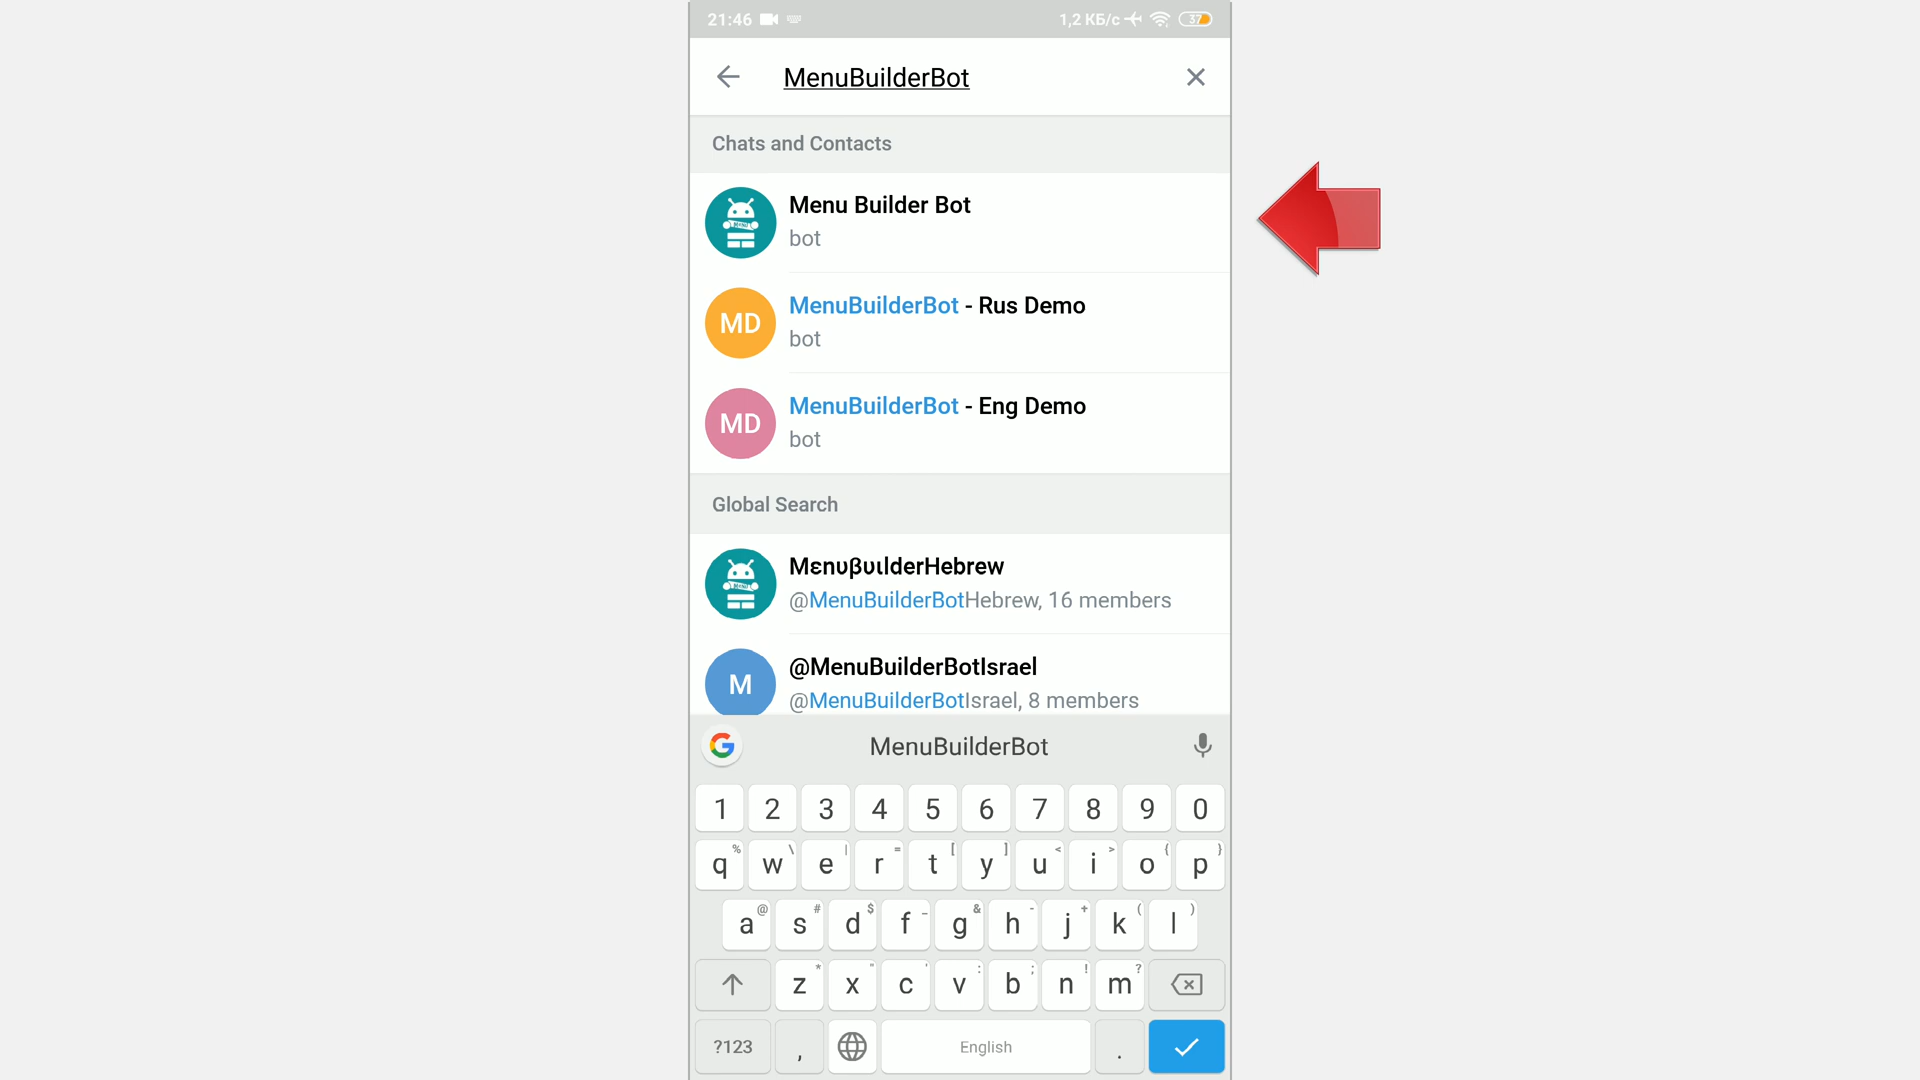 21:46 1,2 КБ/с 37
MenuBuilderBot
Chats and Contacts
Menu Builder Bot
bot
MD MenuBuilderBot - Rus Demo
bot
MD MenuBuilderBot - Eng Demo
bot
Global Search
MεnυβυιlderHebrew
@MenuBuilderBotHebrew, 16 members
M @MenuBuilderBotIsrael
@MenuBuilderBotIsrael, 8 members
G MenuBuilderBot
1 2 3 4 5 6 7 8 9 0
% \ | = [ ] < > { }
q w e r t y u i o p
@ # $ _ & - + ( )
a s d f g h j k l
* " ' : ; ! ?
z x c v b n m
?123 , English .